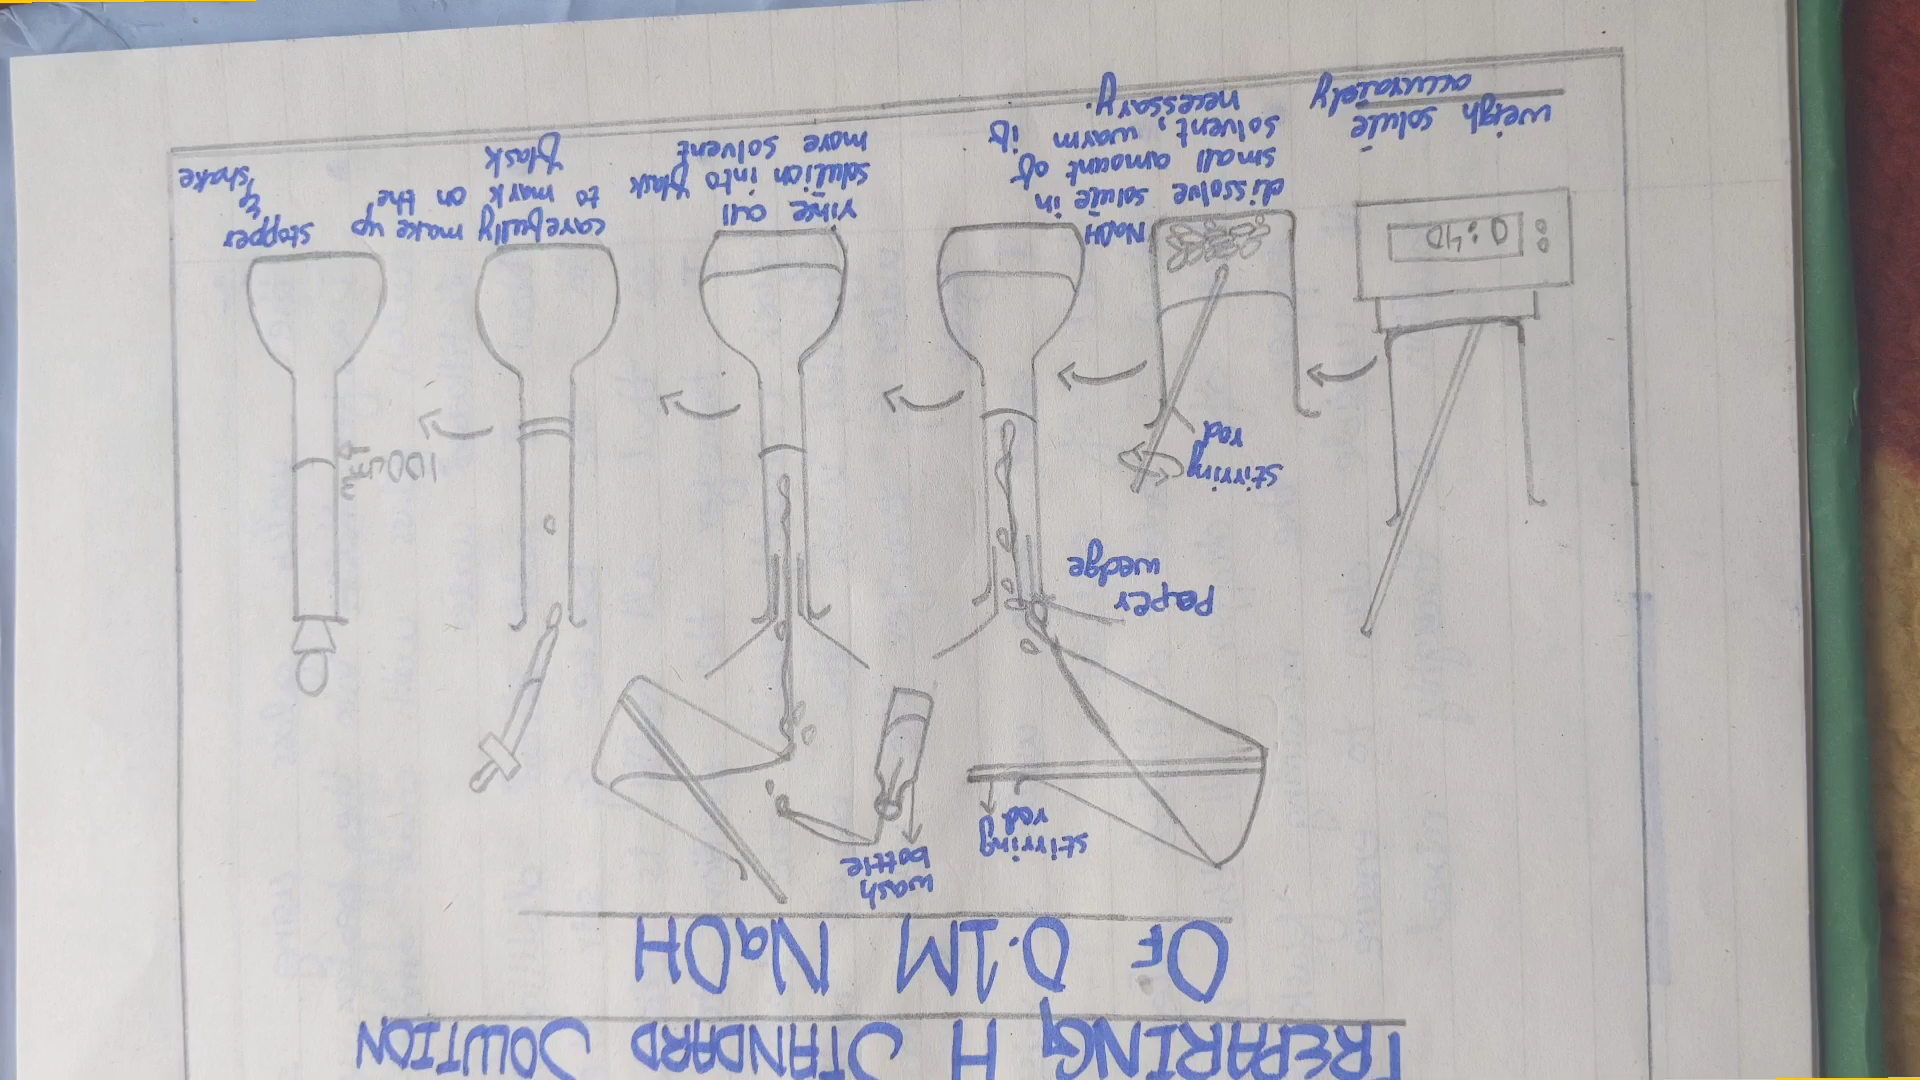 PREPARING A STANDARD SOLUTION
OF 0.1M NaOH
wash
bottle
stirring
rod
paper
wedge
stirring
rod
100cm³
mark
0.40
NaOH
weigh solute
accurately
dissolve solute in
small amount of
solvent, warm if
necessary.
rinse all
solution into flask
more solvent
carefully make up
to mark on the
flask
stopper
& shake